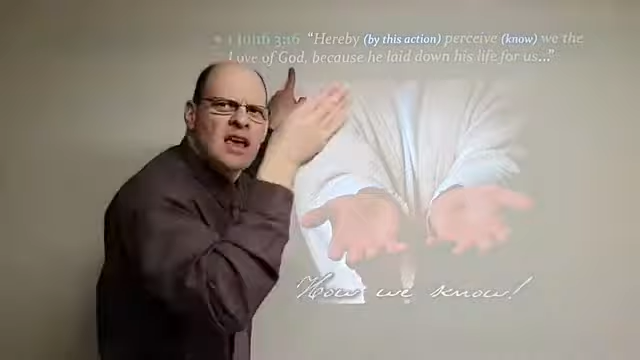 1 John 3:16 “Hereby (by this action) perceive (know) we the
Love of God, because he laid down his life for us...”
How we know!